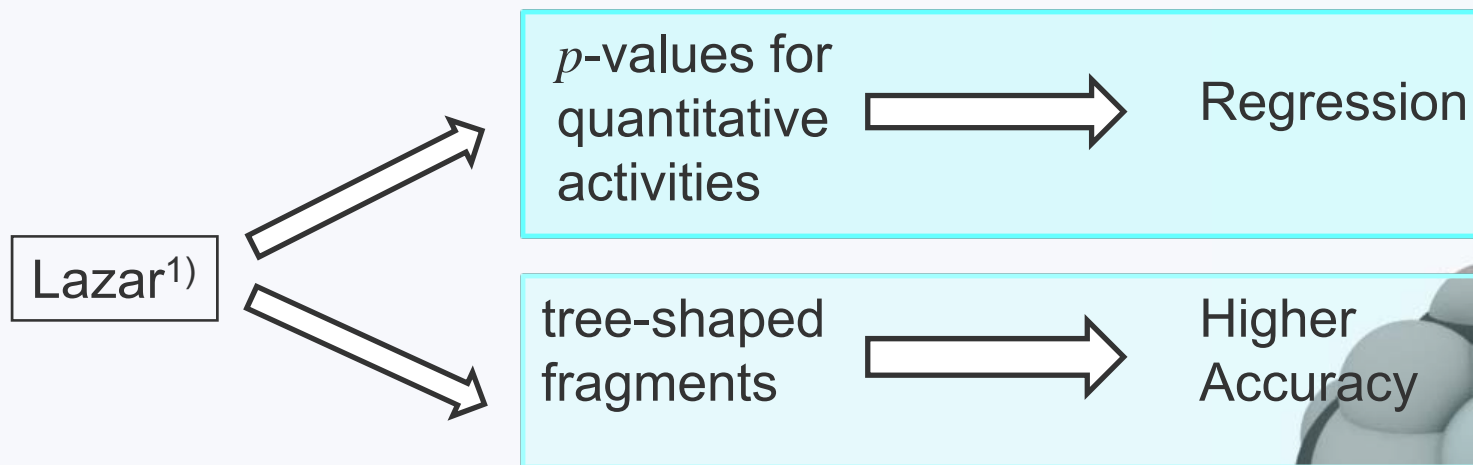 p-values for
quantitative
activities
Regression
Lazar¹⁾
tree-shaped
fragments
Higher
Accuracy